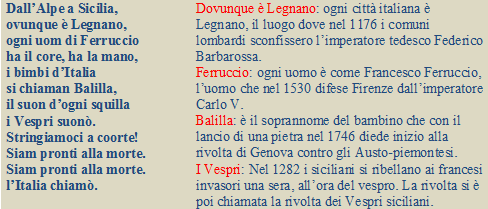 Dall'Alpe a Sicilia,
ovunque è Legnano,
ogni uom di Ferruccio
ha il core, ha la mano,
i bimbi d'Italia
si chiaman Balilla,
il suon d'ogni squilla
i Vespri suonò.
Stringiamoci a coorte!
Siam pronti alla morte.
Siam pronti alla morte.
l'Italia chiamò.
Dovunque è Legnano: ogni città italiana è
Legnano, il luogo dove nel 1176 i comuni
lombardi sconfissero l'imperatore tedesco Federico
Barbarossa.
Ferruccio: ogni uomo è come Francesco Ferruccio,
l'uomo che nel 1530 difese Firenze dall'imperatore
Carlo V.
Balilla: è il soprannome del bambino che con il
lancio di una pietra nel 1746 diede inizio alla
rivolta di Genova contro gli Austo-piemontesi.
I Vespri: Nel 1282 i siciliani si ribellano ai francesi
invasori una sera, all'ora del vespro. La rivolta si è
poi chiamata la rivolta dei Vespri siciliani.